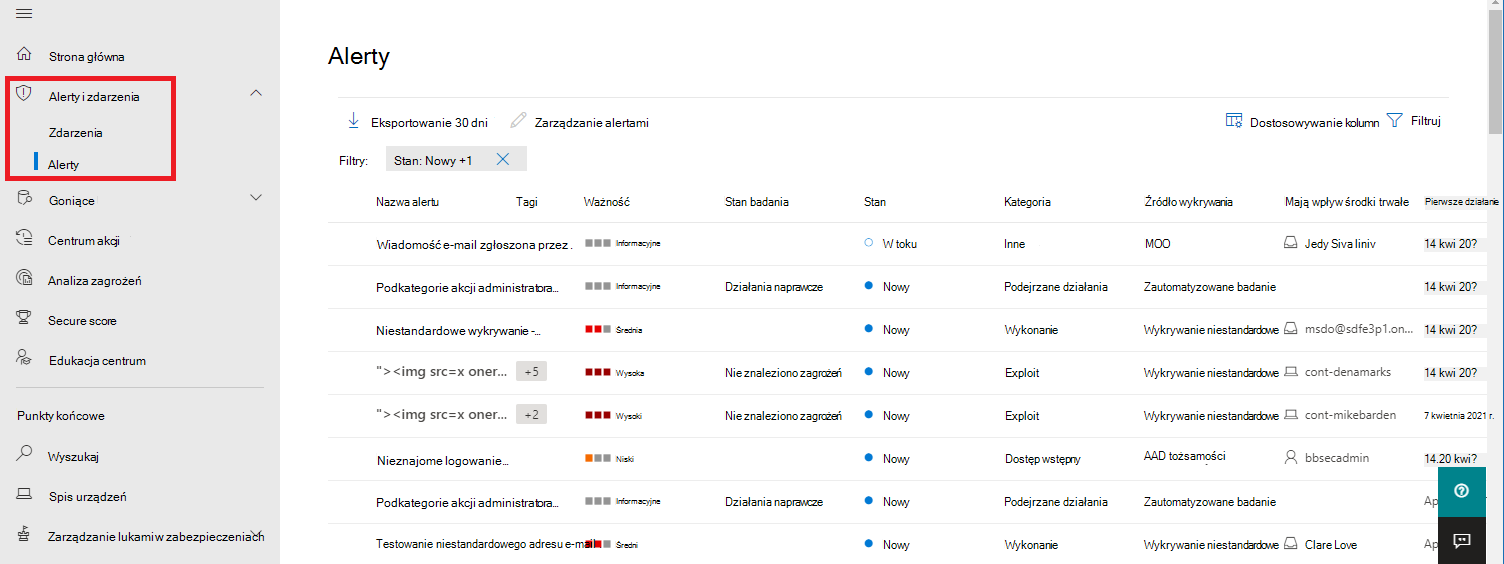 Strona główna
Alerty i zdarzenia
Zdarzenia
Alerty
Goniące
Centrum akcji
Analiza zagrożeń
Secure score
Edukacja centrum
Punkty końcowe
Wyszukaj
Spis urządzeń
Zarządzanie lukami w zabezpieczeniach
Alerty
Eksportowanie 30 dni Zarządzanie alertami Dostosowywanie kolumn Filtruj
Filtry: Stan: Nowy +1
Nazwa alertu Tagi Ważność Stan badania Stan Kategoria Źródło wykrywania Mają wpływ środki trwałe Pierwsze działanie
Wiadomość e-mail zgłoszona przez . Informacyjne W toku Inne MOO Jedy Siva liniv 14 kwi 20?
Podkategorie akcji administratora... Informacyjne Działania naprawcze Nowy Podejrzane działania Zautomatyzowane badanie 14 kwi 20?
Niestandardowe wykrywanie -... Średnia Nowy Wykonanie Wykrywanie niestandardowe msdo@sdfe3p1.on... 14 kwi 20?
"><img src=x oner... +5 Wysoka Nie znaleziono zagrożeń Nowy Exploit Wykrywanie niestandardowe cont-denamarks 14 kwi 20?
"><img src=x oner... +2 Wysoki Nie znaleziono zagrożeń Nowy Exploit Wykrywanie niestandardowe cont-mikebarden 7 kwietnia 2021 r.
Nieznajome logowanie... Niski Nowy Dostęp wstępny AAD tożsamości bbsecadmin 14.20 kwi?
Podkategorie akcji administratora... Informacyjne Działania naprawcze Nowy Podejrzane działania Zautomatyzowane badanie Ap
Testowanie niestandardowego adresu e-mail Średni Nowy Wykonanie Wykrywanie niestandardowe Clare Love Ap